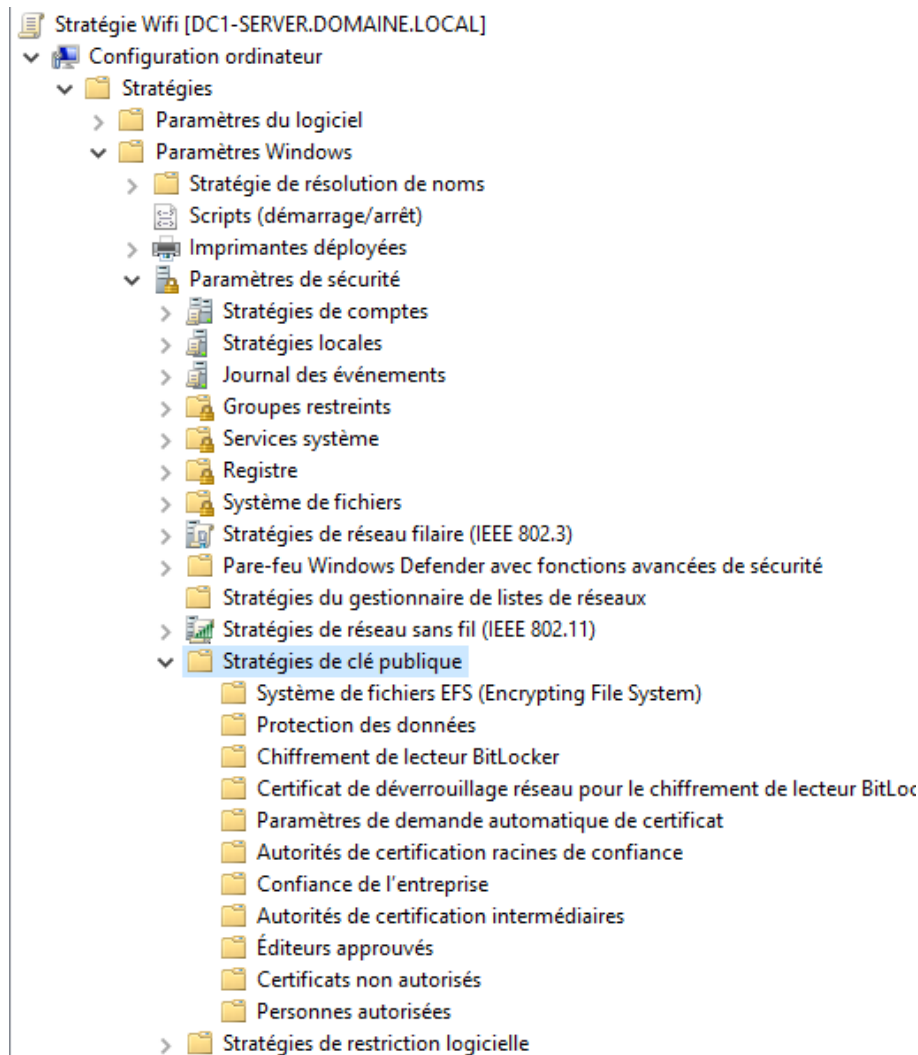 Stratégie Wifi [DC1-SERVER.DOMAINE.LOCAL]
Configuration ordinateur
Stratégies
Paramètres du logiciel
Paramètres Windows
Stratégie de résolution de noms
Scripts (démarrage/arrêt)
Imprimantes déployées
Paramètres de sécurité
Stratégies de comptes
Stratégies locales
Journal des événements
Groupes restreints
Services système
Registre
Système de fichiers
Stratégies de réseau filaire (IEEE 802.3)
Pare-feu Windows Defender avec fonctions avancées de sécurité
Stratégies du gestionnaire de listes de réseaux
Stratégies de réseau sans fil (IEEE 802.11)
Stratégies de clé publique
Système de fichiers EFS (Encrypting File System)
Protection des données
Chiffrement de lecteur BitLocker
Certificat de déverrouillage réseau pour le chiffrement de lecteur BitLoc
Paramètres de demande automatique de certificat
Autorités de certification racines de confiance
Confiance de l'entreprise
Autorités de certification intermédiaires
Éditeurs approuvés
Certificats non autorisés
Personnes autorisées
Stratégies de restriction logicielle